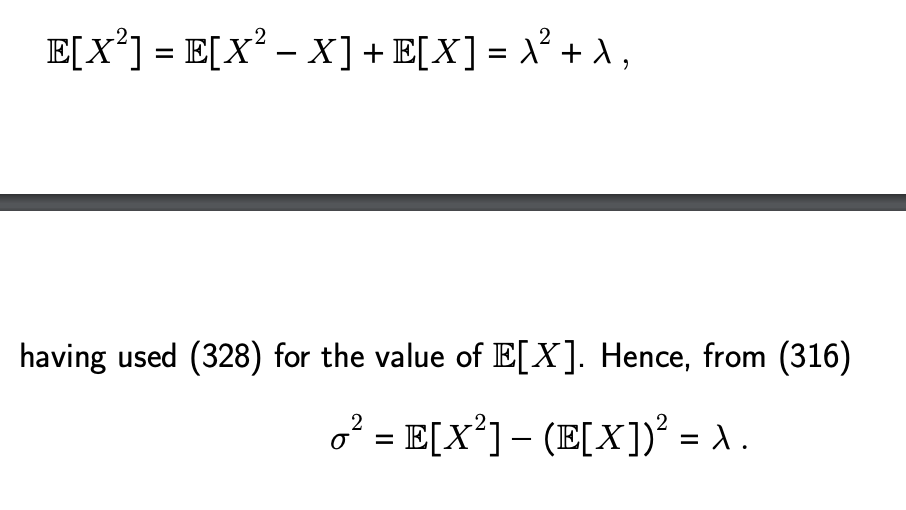 𝔼[X²] = 𝔼[X² − X] + 𝔼[X] = λ² + λ ,
having used (328) for the value of 𝔼[X]. Hence, from (316)
σ² = 𝔼[X²] − (𝔼[X])² = λ .